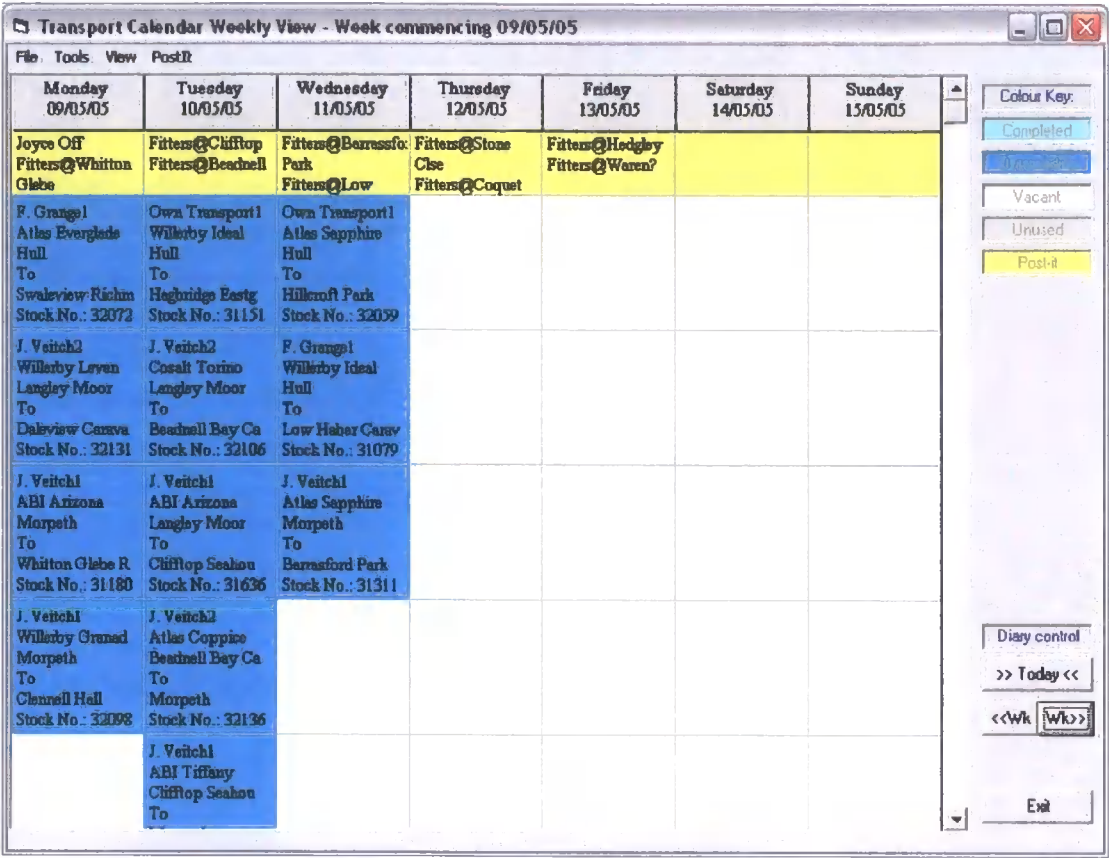 Transport Calendar Weekly View - Week commencing 09/05/05
File Tools View PostIt
Monday 09/05/05
Tuesday 10/05/05
Wednesday 11/05/05
Thursday 12/05/05
Friday 13/05/05
Saturday 14/05/05
Sunday 15/05/05
Joyce Off
Fitters@Whitton
Glebe
Fitters@Clifftop
Fitters@Beadnell
Fitters@Barrassfo
Park
Fitters@Low
Fitters@Stone
Clse
Fitters@Coquet
Fitters@Hedgley
Fitters@Waren?
F. Grange1
Atlas Everglade
Hull
To
Swaleview Richm
Stock No.: 32072
Own Transport1
Willerby Ideal
Hull
To
Hagbridge Eastg
Stock No.: 31151
Own Transport1
Atlas Sapphire
Hull
To
Hillcroft Park
Stock No.: 32059
J. Veitch2
Willerby Leven
Langley Moor
To
Daleview Carava
Stock No.: 32131
J. Veitch2
Cosalt Torino
Langley Moor
To
Beadnell Bay Ca
Stock No.: 32106
F. Grange1
Willerby Ideal
Hull
To
Low Haber Carav
Stock No.: 31079
J. Veitch1
ABI Arizona
Morpeth
To
Whitton Glebe R
Stock No.: 31180
J. Veitch1
ABI Arizona
Langley Moor
To
Clifftop Seahou
Stock No.: 31636
J. Veitch1
Atlas Sapphire
Morpeth
To
Barrasford Park
Stock No.: 31311
J. Veitch1
Willerby Granad
Morpeth
To
Clennell Hall
Stock No.: 32098
J. Veitch2
Atlas Coppice
Beadnell Bay Ca
To
Morpeth
Stock No.: 32136
J. Veitch1
ABI Tiffany
Clifftop Seahou
To
Colour Key:
Completed
Vacant
Unused
Post-it
Diary control
>> Today <<
<<Wk
Wk>>
Exit